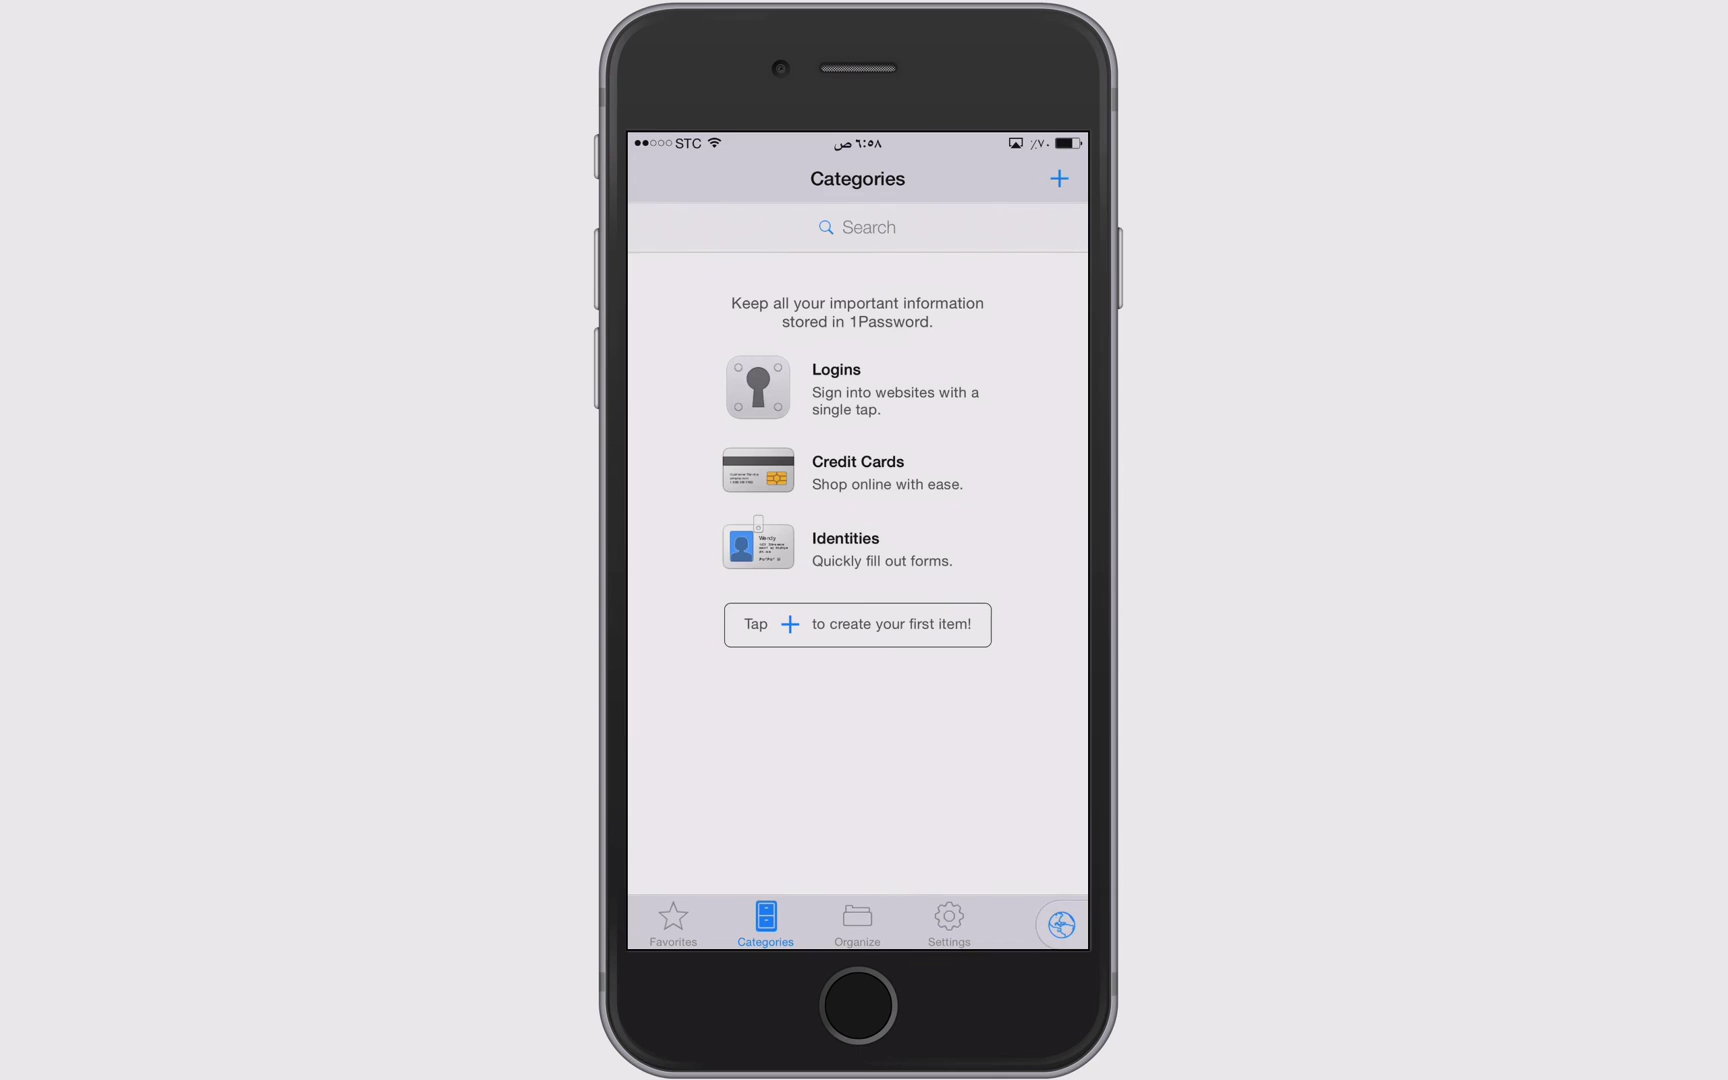 STC
٦:٥٨ ص
٪٧٠
Categories
Search
Keep all your important information
stored in 1Password.
Logins
Sign into websites with a
single tap.
Credit Cards
Shop online with ease.
Wendy
Identities
Quickly fill out forms.
Tap + to create your first item!
Favorites
Categories
Organize
Settings